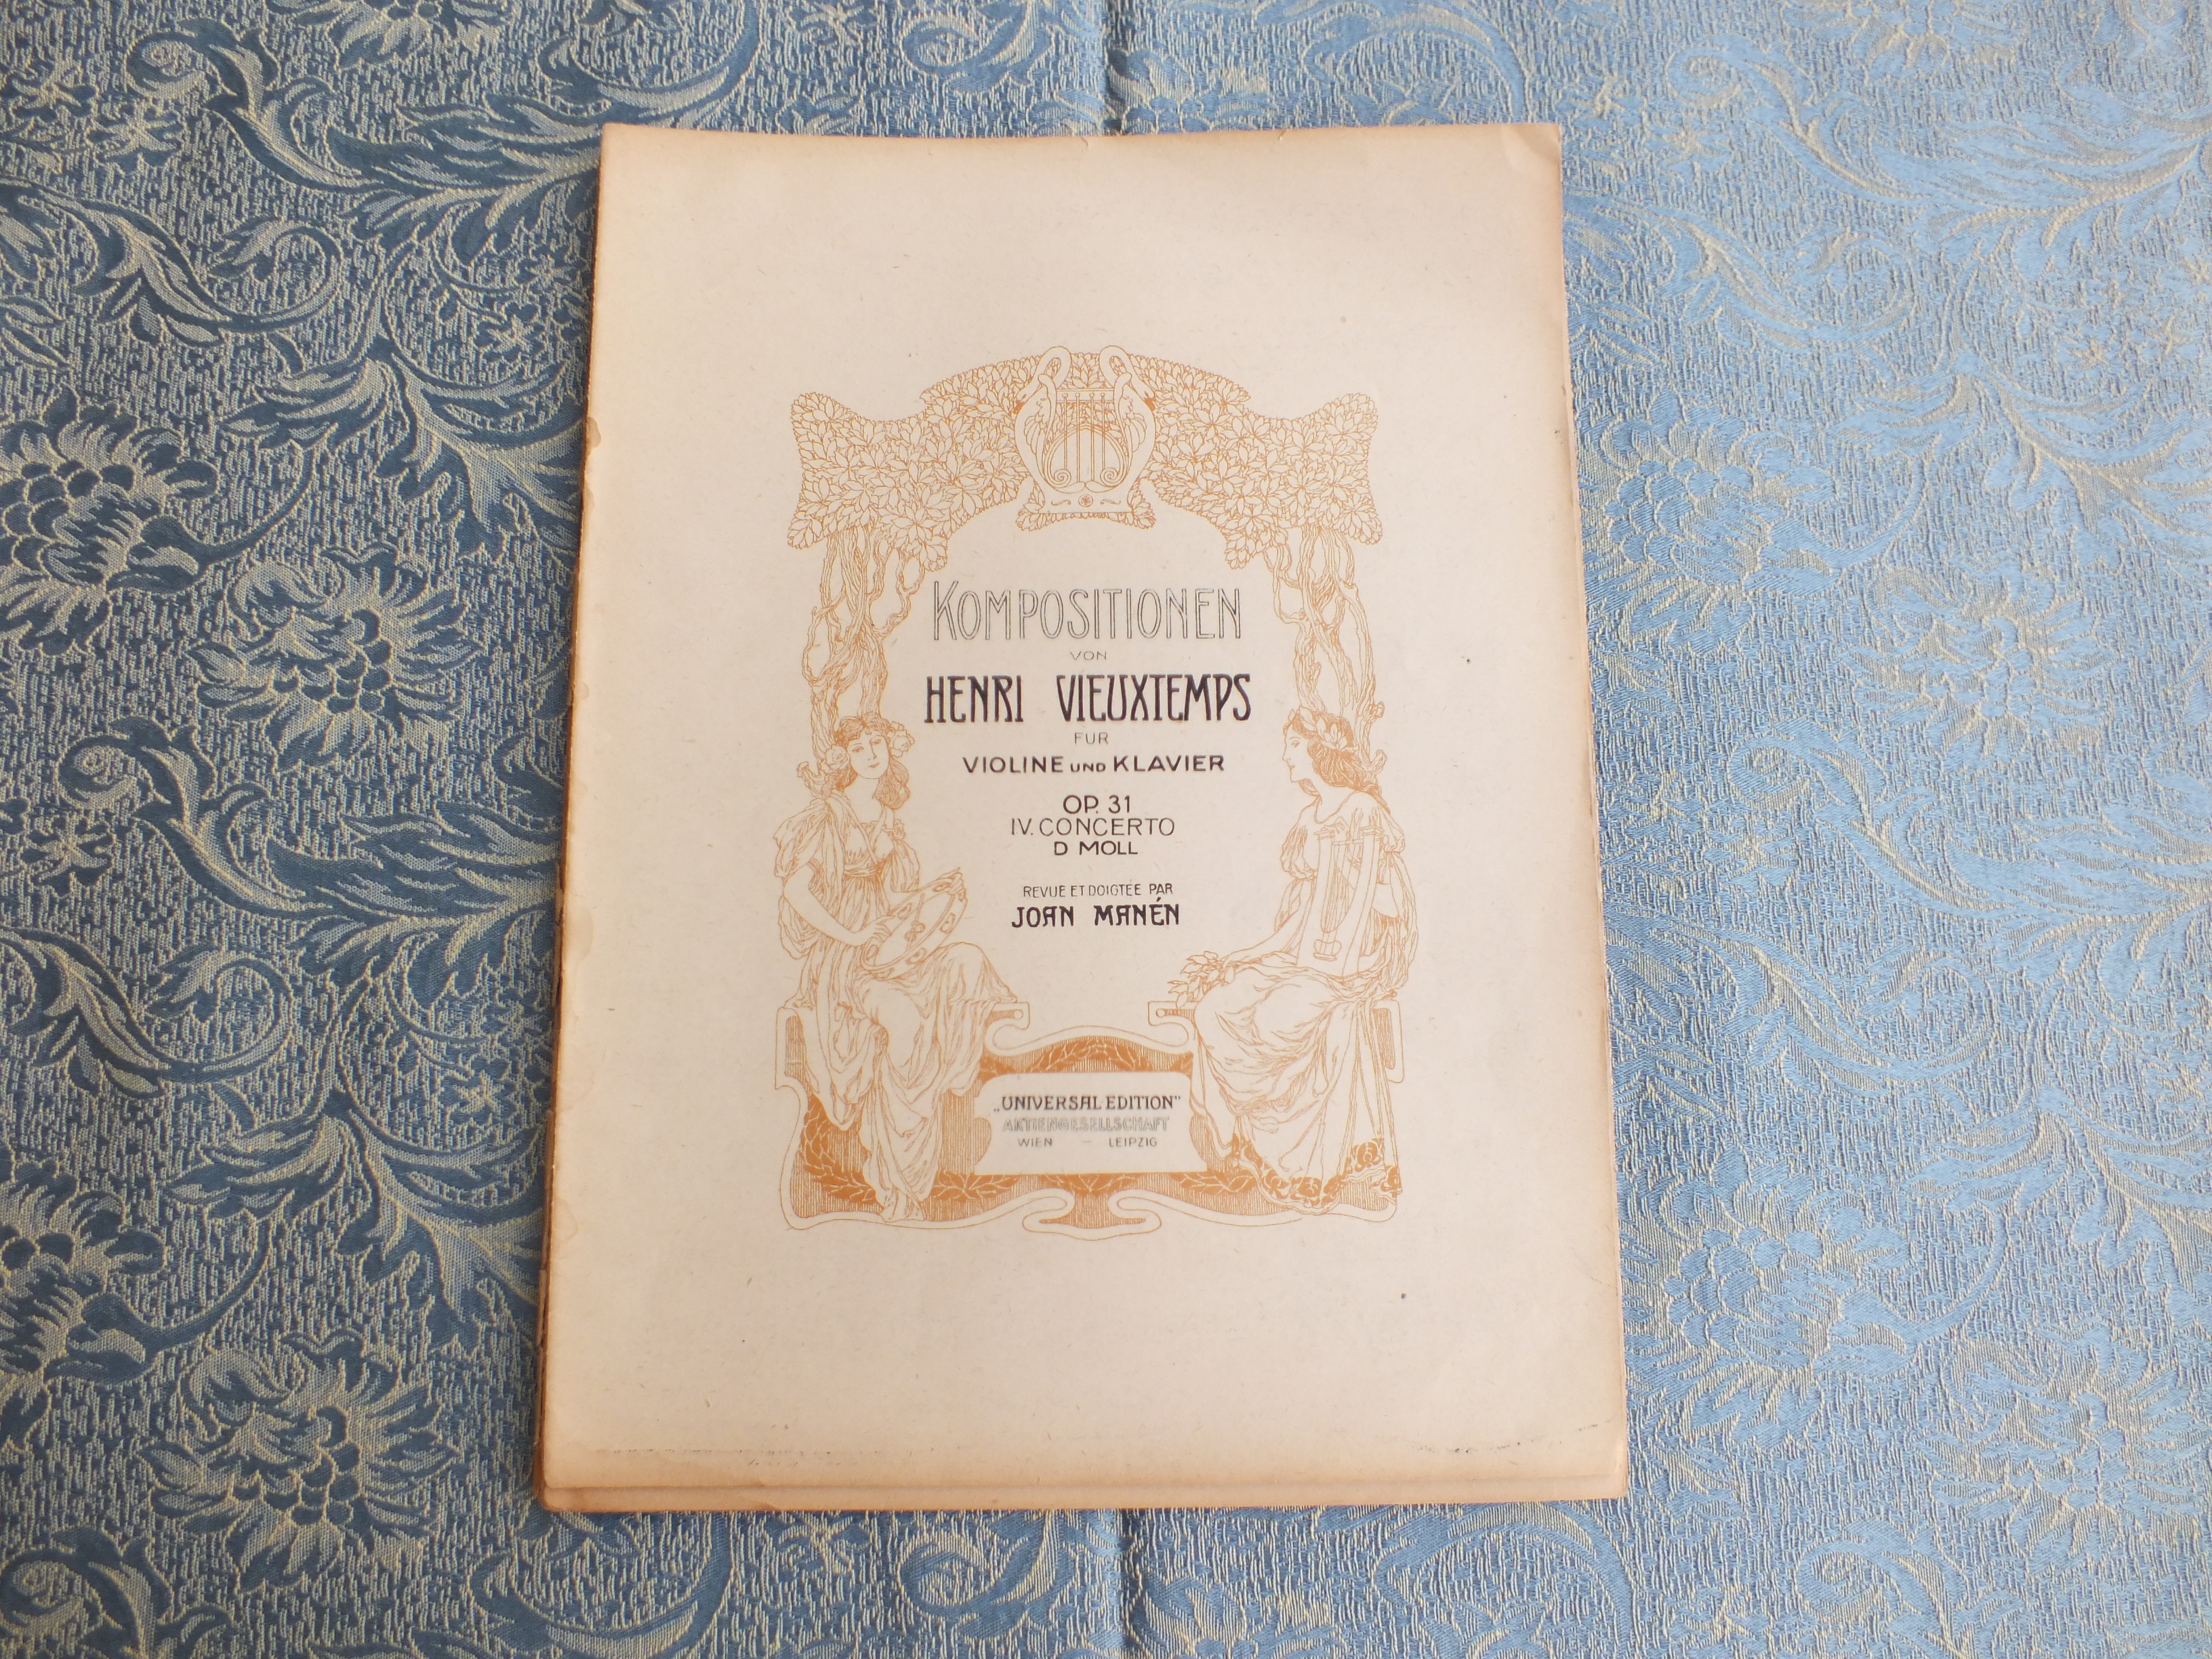 KOMPOSITIONEN
VON
HENRI VIEUXTEMPS
FUR
VIOLINE UND KLAVIER
OP. 31
IV. CONCERTO
D MOLL
REVUE ET DOIGTÉE PAR
JOAN MANÉN
„UNIVERSAL EDITION"
AKTIENGESELLSCHAFT
WIEN — LEIPZIG